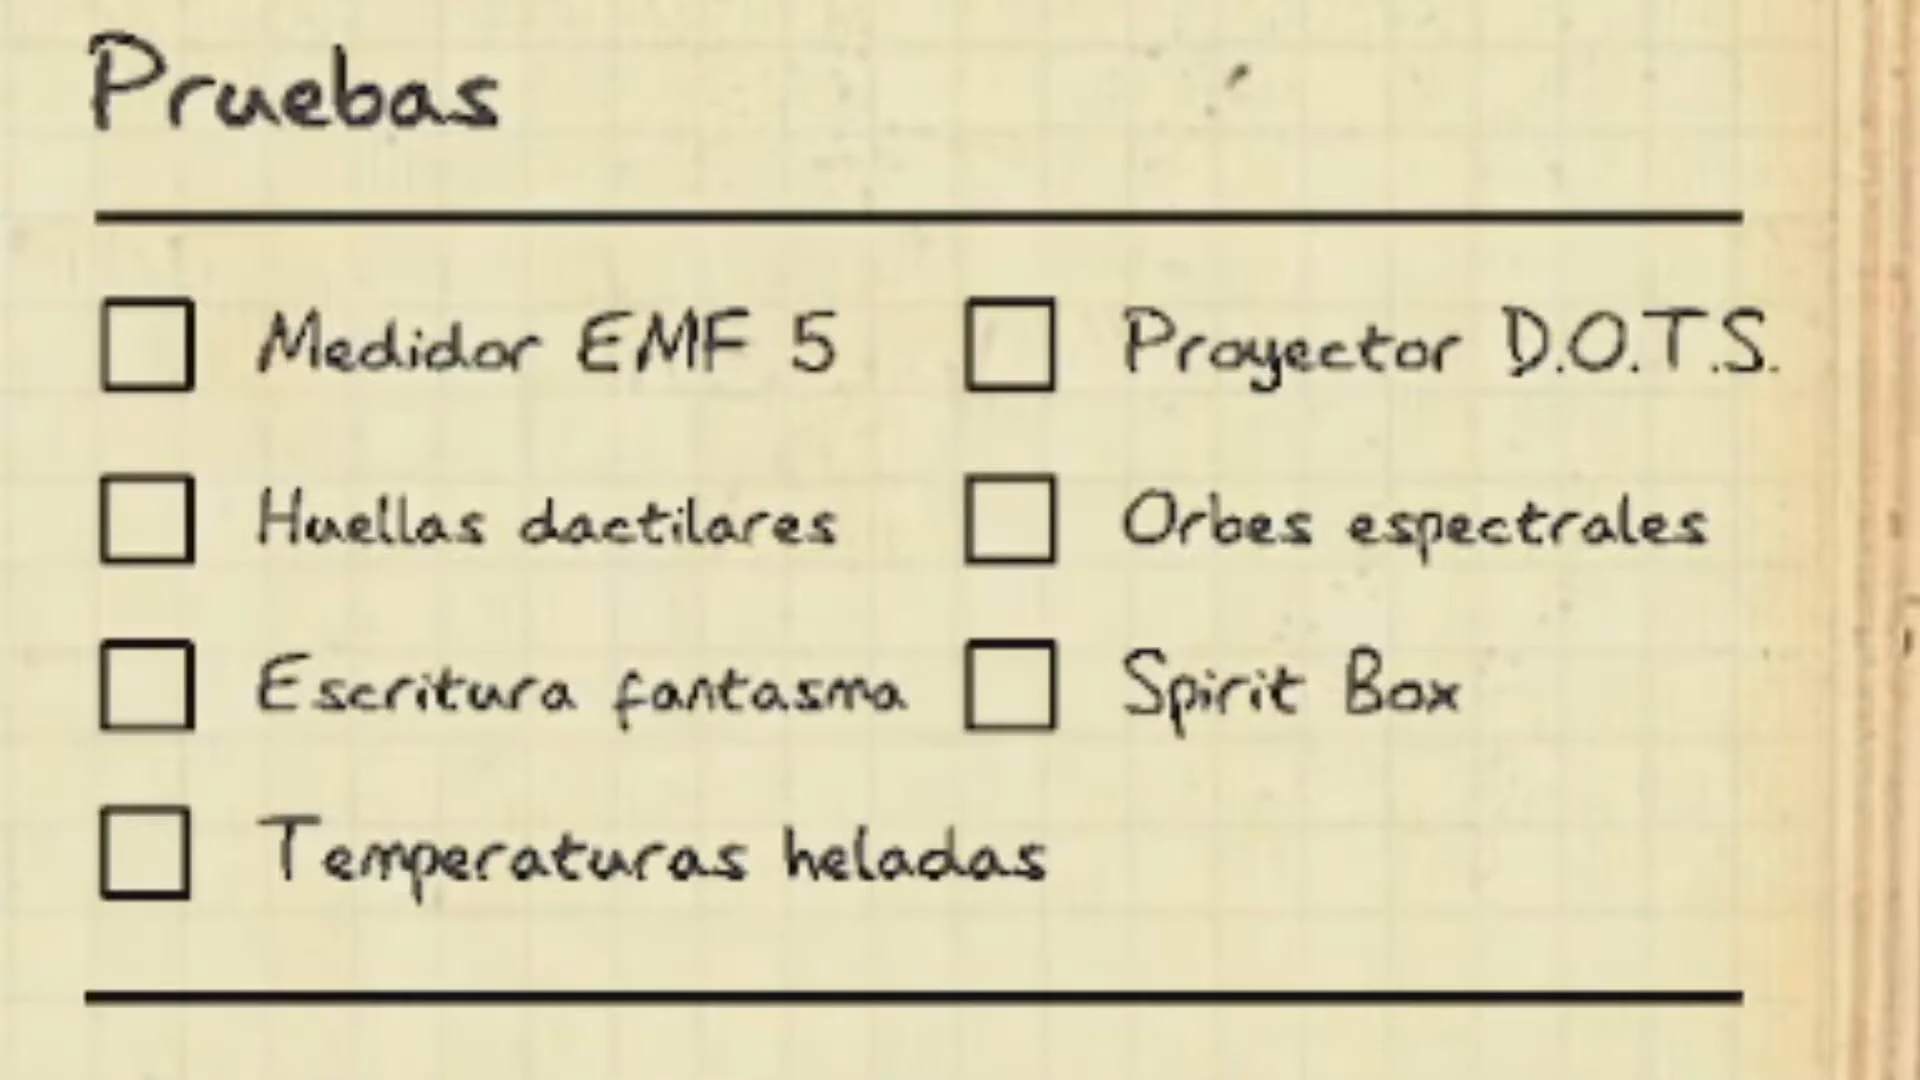 Pruebas
Medidor EMF 5
Proyector D.O.T.S.
Huellas dactilares
Orbes espectrales
Escritura fantasma
Spirit Box
Temperaturas heladas